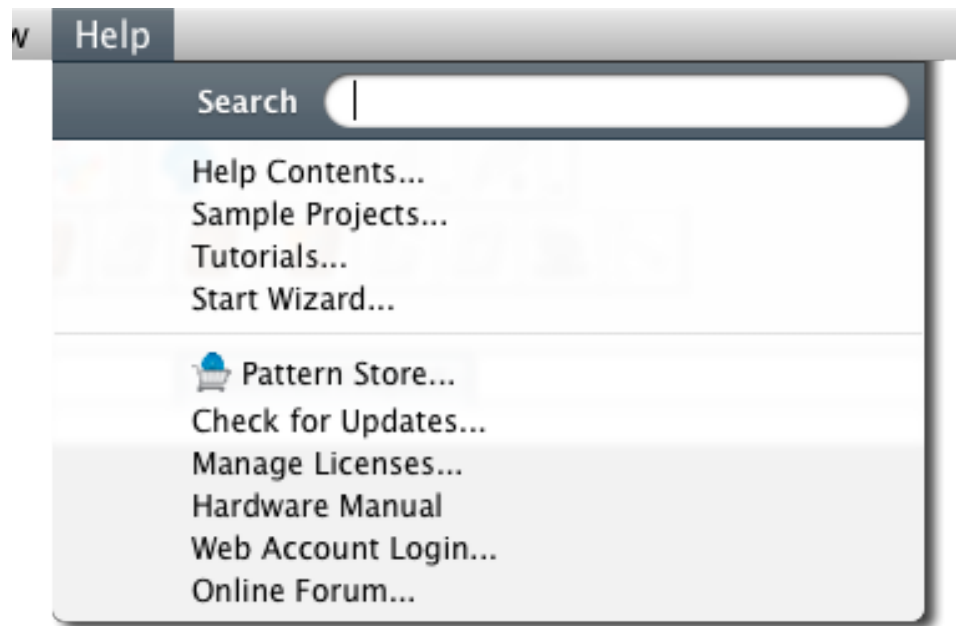 Help
Search
Help Contents...
Sample Projects...
Tutorials...
Start Wizard...
Pattern Store...
Check for Updates...
Manage Licenses...
Hardware Manual
Web Account Login...
Online Forum...